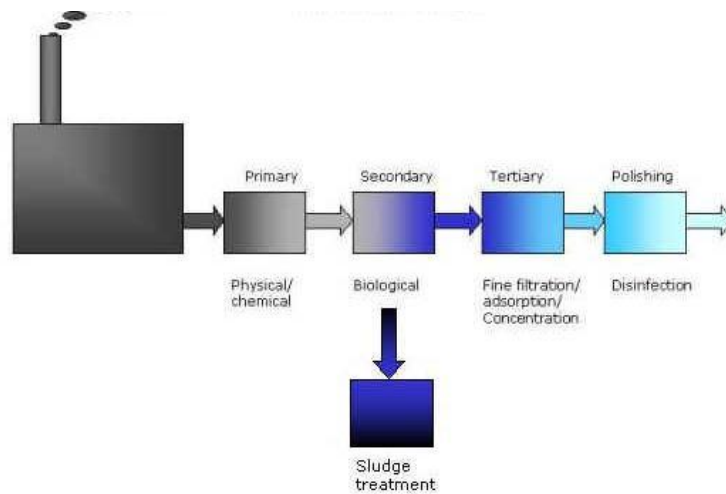 Primary
Secondary
Tertiary
Polishing
Physical/
chemical
Biological
Fine filtration/
adsorption/
Concentration
Disinfection
Sludge
treatment